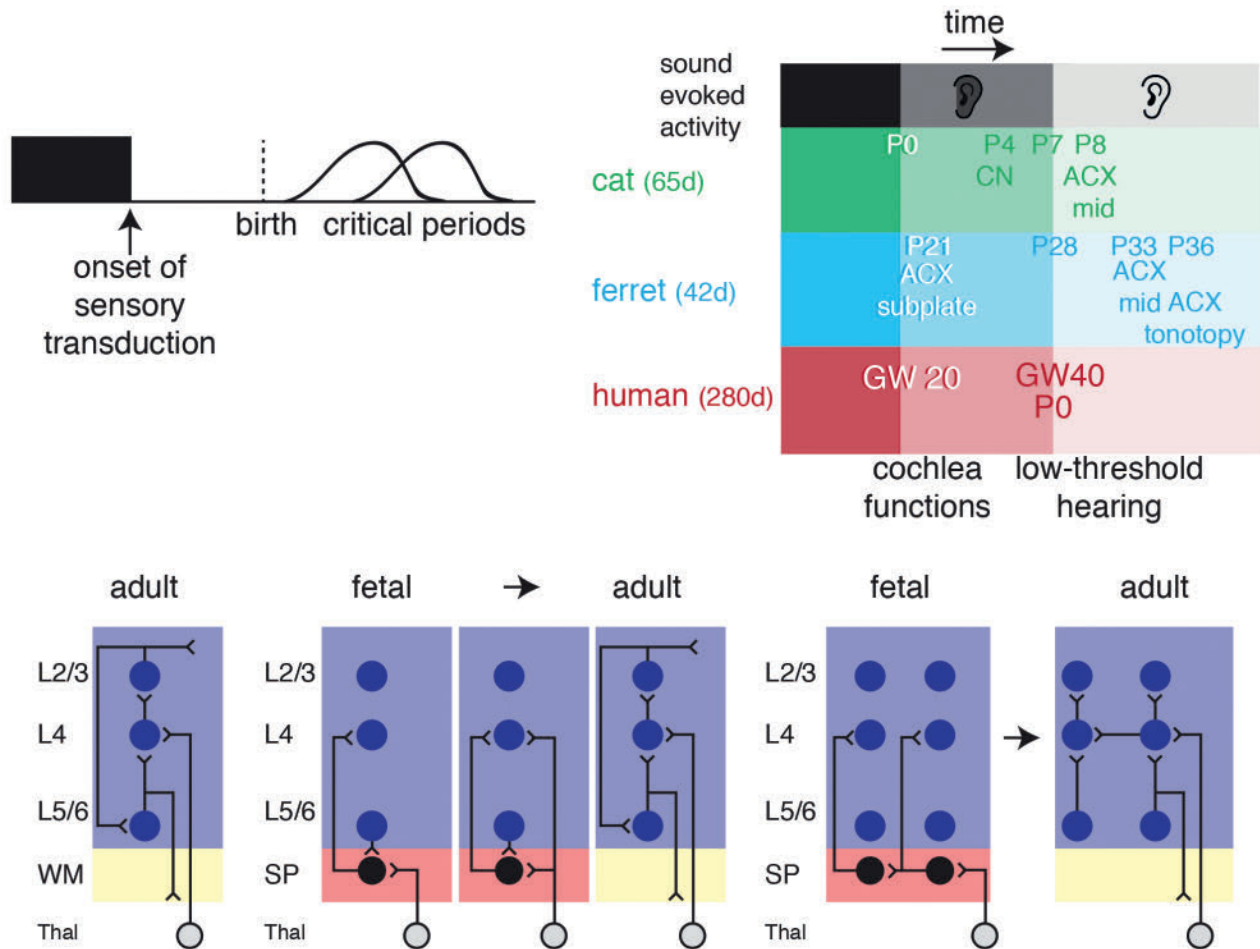 birth
critical periods
onset of
sensory
transduction
time
sound
evoked
activity
cat (65d)
P0 P4 P7 P8
CN ACX
mid
ferret (42d)
P21 P28 P33 P36
ACX ACX
subplate mid ACX
tonotopy
human (280d)
GW 20 GW40
P0
cochlea
functions
low-threshold
hearing
adult
L2/3
L4
L5/6
WM
Thal
fetal
adult
L2/3
L4
L5/6
SP
Thal
fetal
adult
L2/3
L4
L5/6
SP
Thal